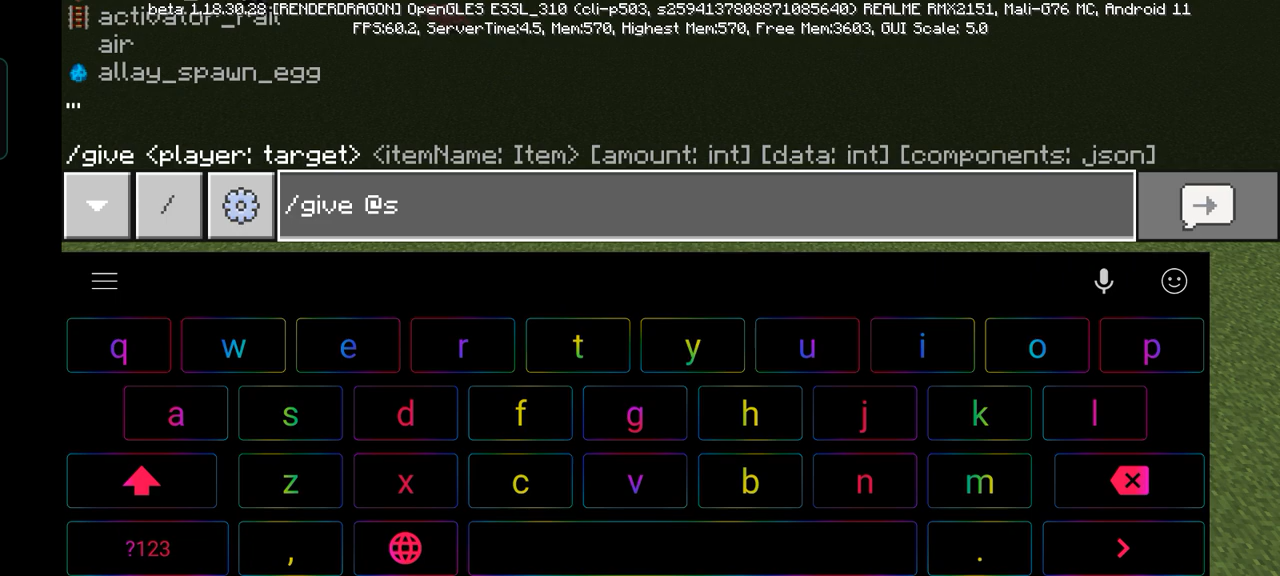 beta 1.18.30.28 [RENDERDRAGON] OpenGLES ESSL_310 (cli-p503, s2594137808871085640) REALME RMX2151, Mali-G76 MC, Android 11
activator_rail
FPS:60.2, ServerTime:4.5, Mem:570, Highest Mem:570, Free Mem:3603, GUI Scale: 5.0
air
allay_spawn_egg
...
/give <player: target> <itemName: Item> [amount: int] [data: int] [components: json]
/
/give @s
q w e r t y u i o p
a s d f g h j k l
z x c v b n m
?123 , .